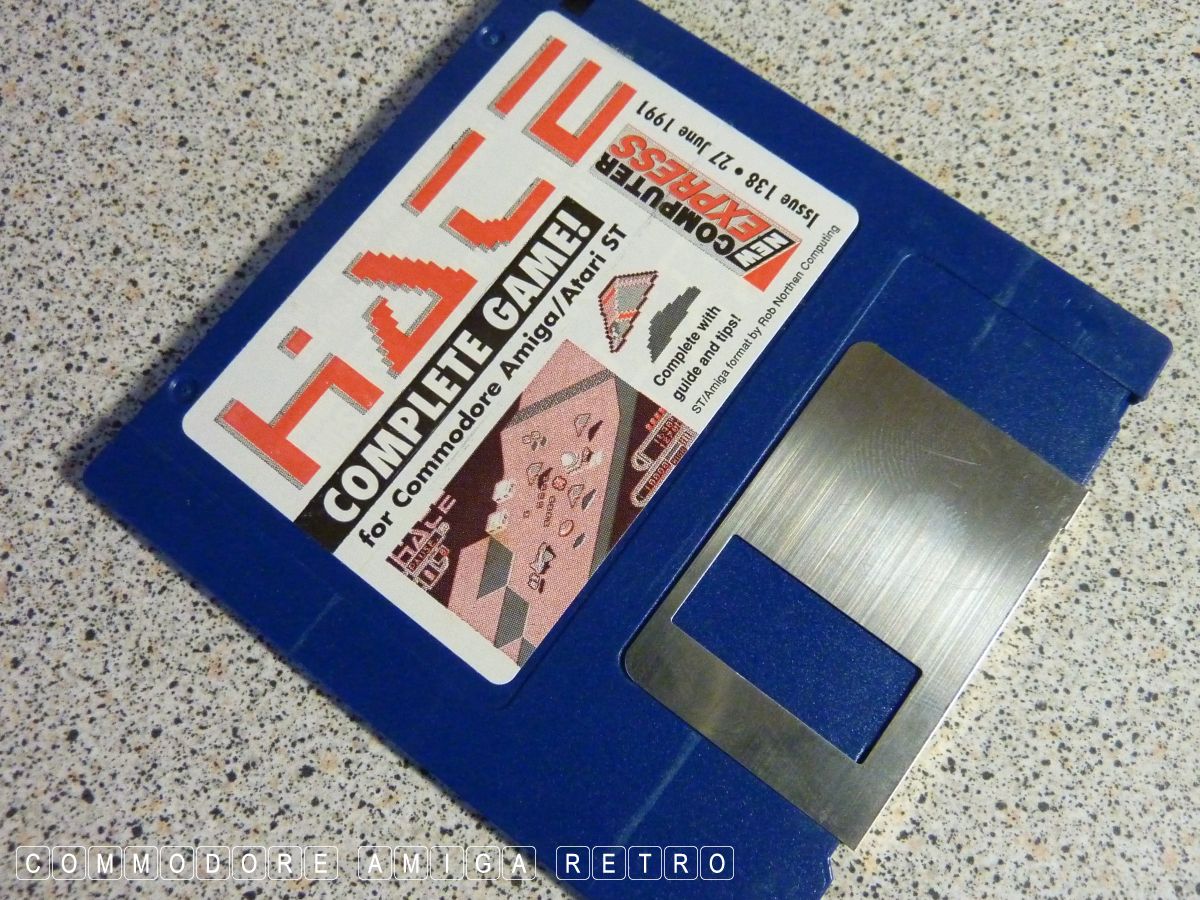 HATE
COMPLETE GAME!
for Commodore Amiga//Atari ST
Issue 138 • 27 June 1991
NEW
COMPUTER
EXPRESS
Complete with
guide and tips!
ST/Amiga format by Rob Northen Computing
COMMODORE AMIGA RETRO